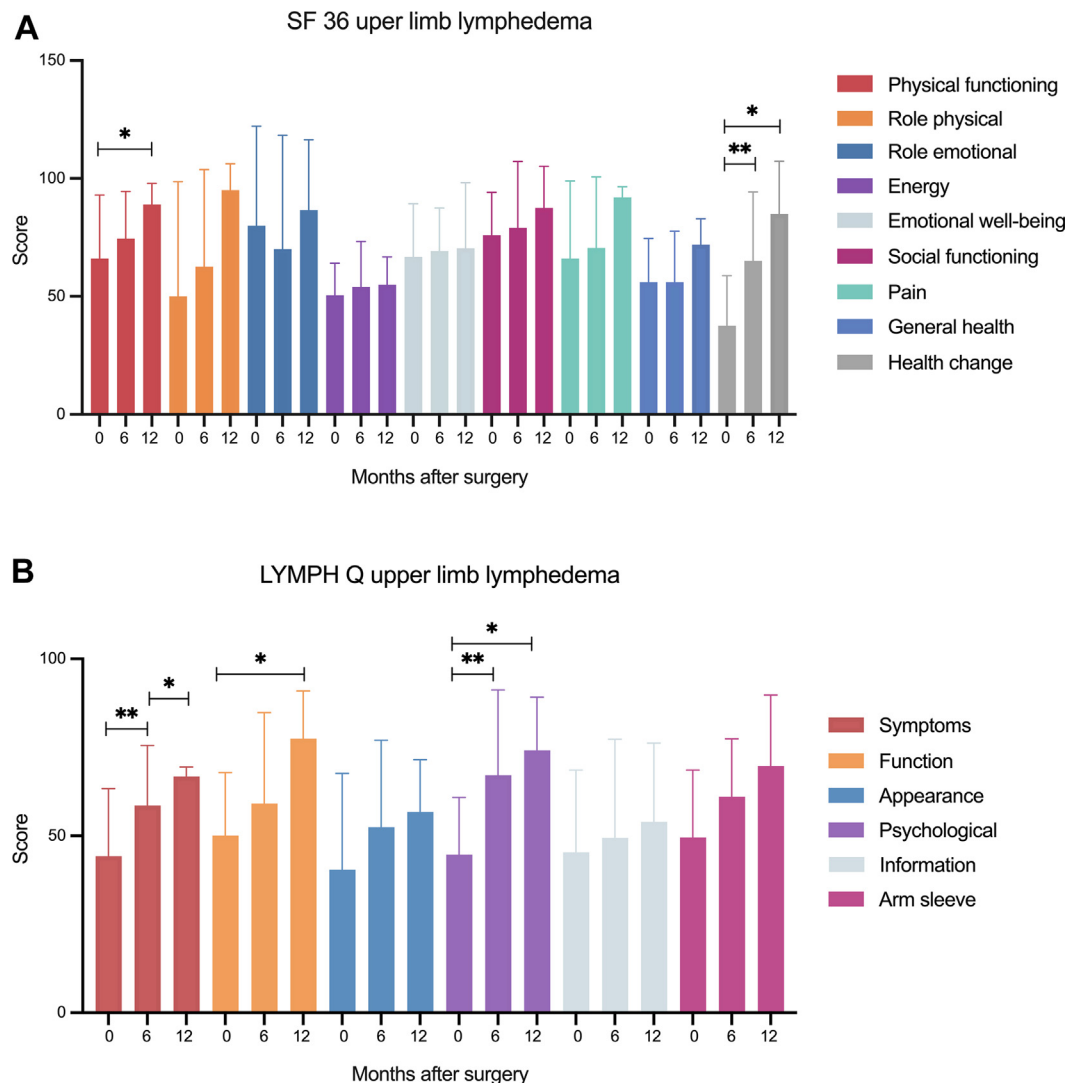 A
SF 36 uper limb lymphedema
150
100
50
0
Score
*
*
**
0 6 12 0 6 12 0 6 12 0 6 12 0 6 12 0 6 12 0 6 12 0 6 12 0 6 12
Months after surgery
Physical functioning
Role physical
Role emotional
Energy
Emotional well-being
Social functioning
Pain
General health
Health change
B
LYMPH Q upper limb lymphedema
100
50
0
Score
**
*
*
**
*
0 6 12 0 6 12 0 6 12 0 6 12 0 6 12 0 6 12
Months after surgery
Symptoms
Function
Appearance
Psychological
Information
Arm sleeve